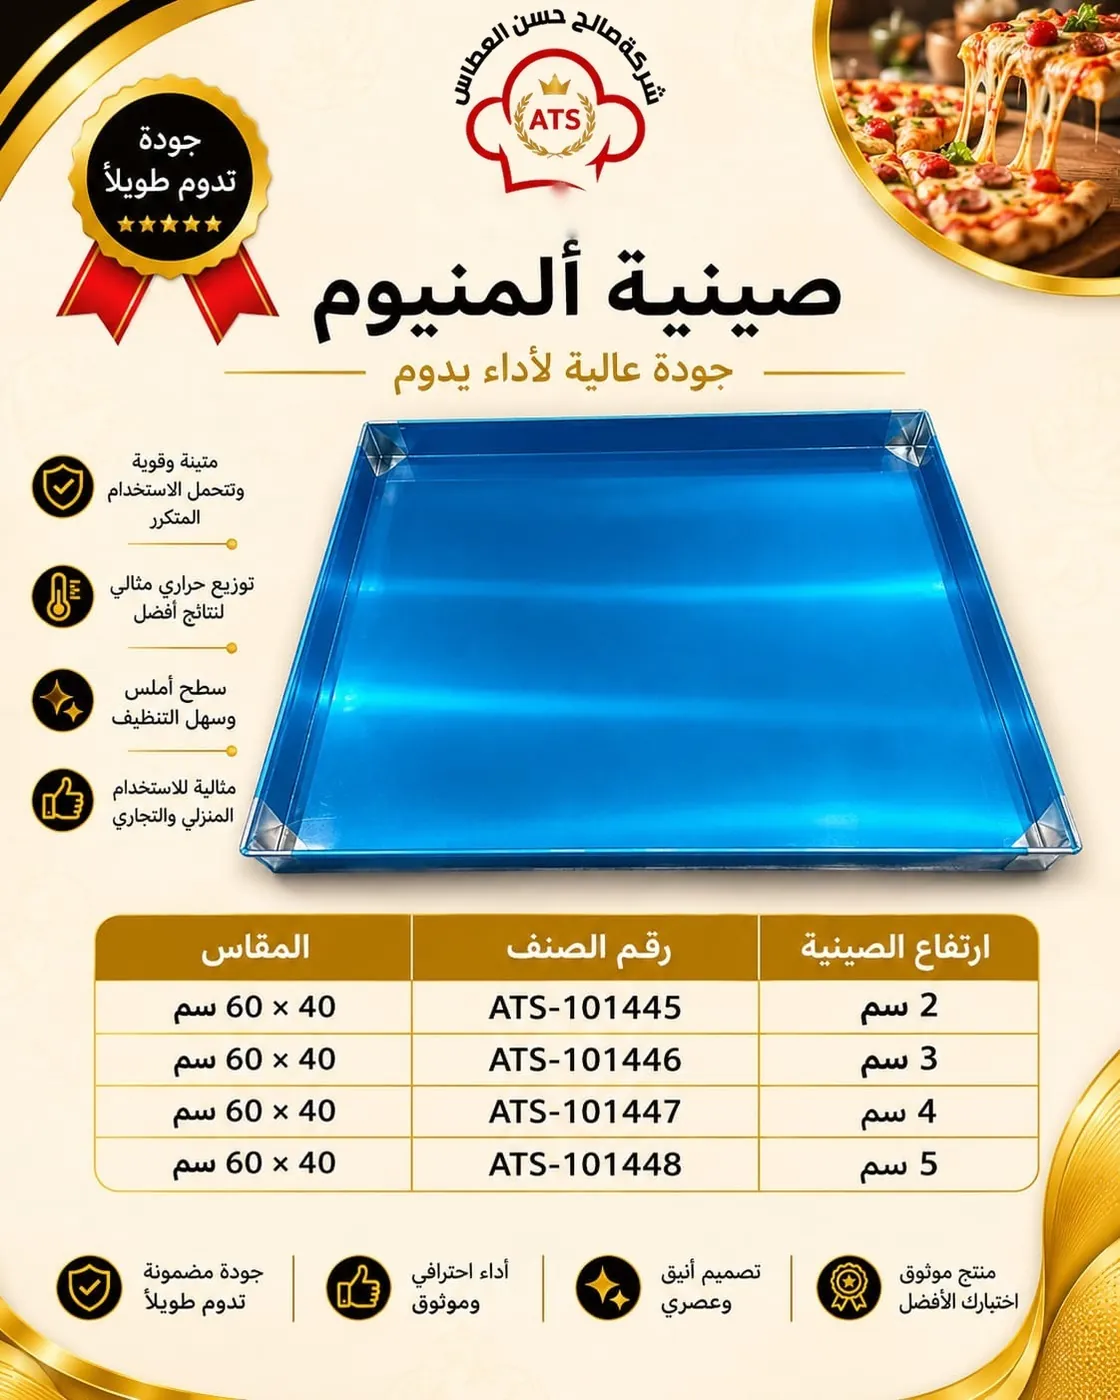 شركة صالح حسن العطاس
ATS
جودة
تدوم طويلاً
صينية ألمنيوم
جودة عالية لأداء يدوم
متينة وقوية
وتتحمل الاستخدام
المتكرر
توزيع حراري مثالي
لنتائج أفضل
سطح أملس
وسهل التنظيف
مثالية للاستخدام
المنزلي والتجاري
ارتفاع الصينية رقم الصنف المقاس
2 سم ATS-101445 40 × 60 سم
3 سم ATS-101446 40 × 60 سم
4 سم ATS-101447 40 × 60 سم
5 سم ATS-101448 40 × 60 سم
منتج موثوق
اختيارك الأفضل
تصميم أنيق
وعصري
أداء احترافي
وموثوق
جودة مضمونة
تدوم طويلاً